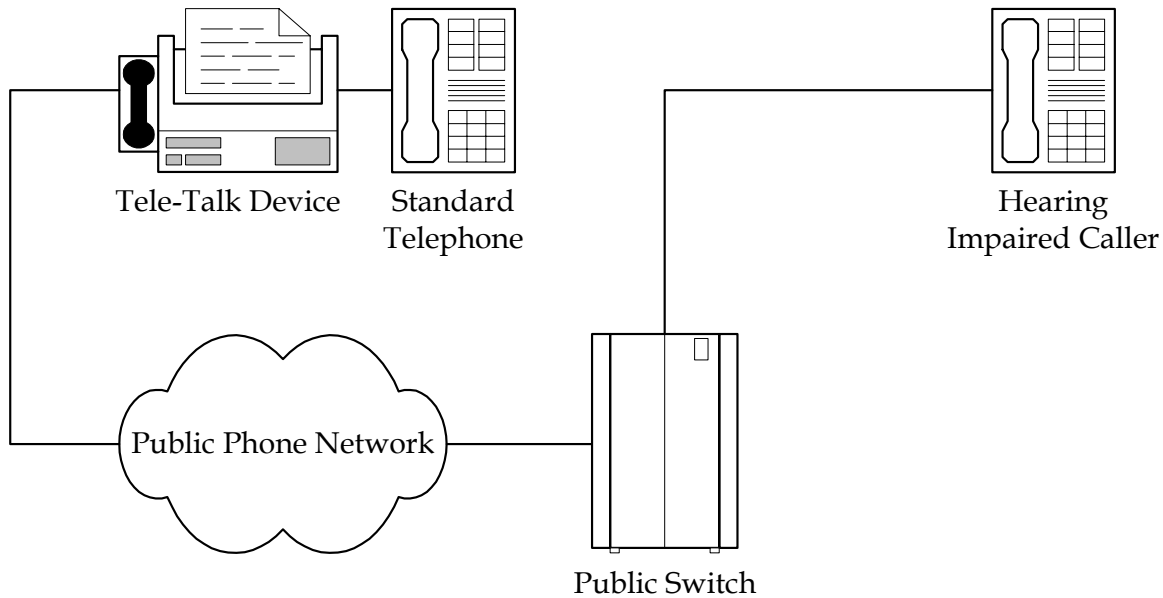 Tele-Talk Device
Standard
Telephone
Hearing
Impaired Caller
Public Phone Network
Public Switch